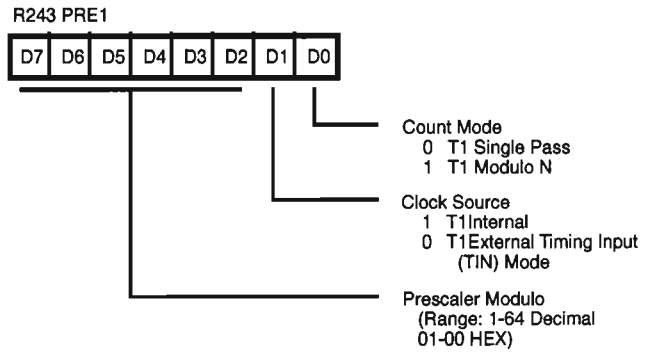 R243 PRE1
D7 D6 D5 D4 D3 D2 D1 D0
Count Mode
0 T1 Single Pass
1 T1 Modulo N
Clock Source
1 T1Internal
0 T1External Timing Input
(TIN) Mode
Prescaler Modulo
(Range: 1-64 Decimal
01-00 HEX)